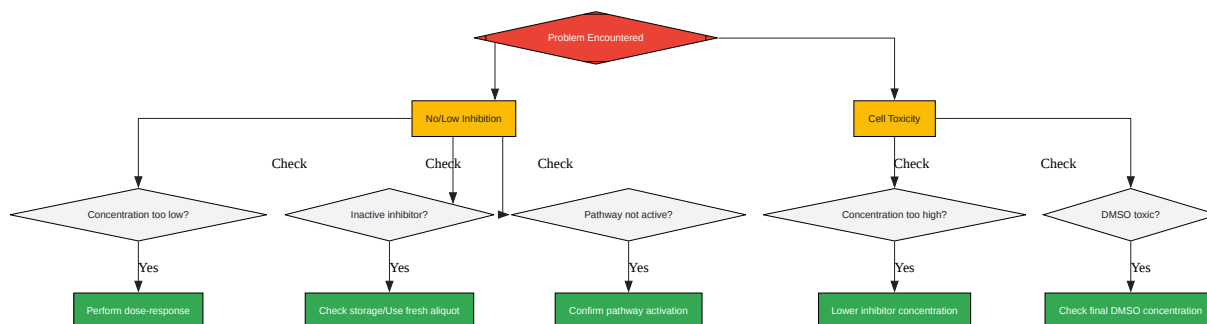 Problem Encountered
No/Low Inhibition
Cell Toxicity
Check
Check
Check
Check
Check
Concentration too low?
Inactive inhibitor?
Pathway not active?
Concentration too high?
DMSO toxic?
Yes
Yes
Yes
Yes
Yes
Perform dose-response
Check storage/Use fresh aliquot
Confirm pathway activation
Lower inhibitor concentration
Check final DMSO concentration